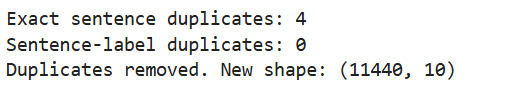 Exact sentence duplicates: 4
Sentence-label duplicates: 0
Duplicates removed. New shape: (11440, 10)